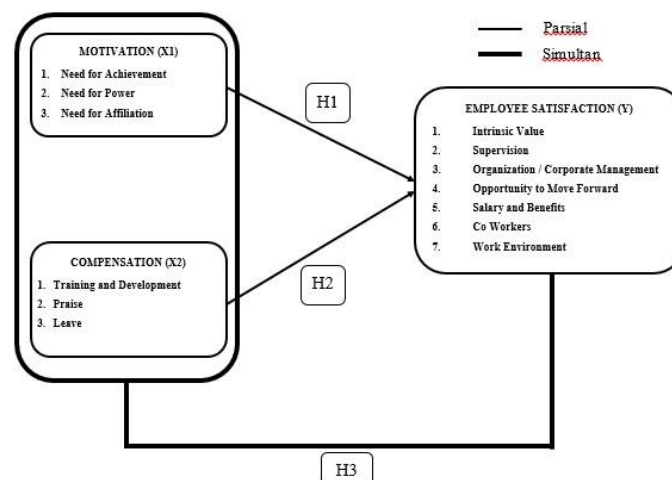 Parsial
Simultan
MOTIVATION (X1)
1. Need for Achievement
2. Need for Power
3. Need for Affiliation
H1
EMPLOYEE SATISFACTION (Y)
1. Intrinsic Value
2. Supervision
3. Organization / Corporate Management
4. Opportunity to Move Forward
5. Salary and Benefits
6. Co Workers
7. Work Environment
COMPENSATION (X2)
1. Training and Development
2. Praise
3. Leave
H2
H3